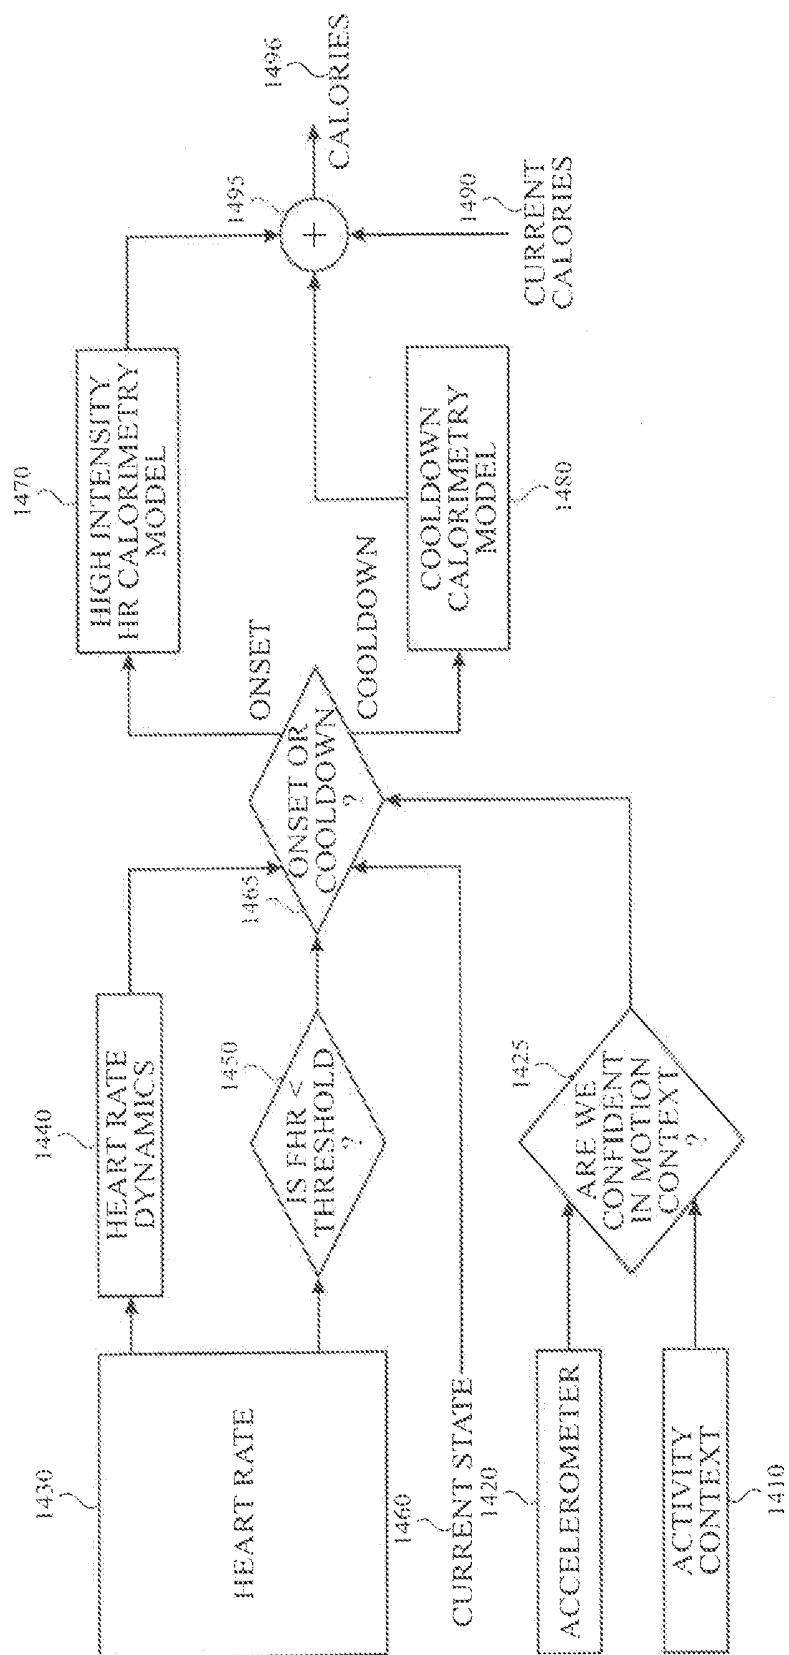 1430
HEART RATE
1440
HEART RATE
DYNAMICS
1450
IS FHR <
THRESHOLD
?
1460
CURRENT STATE
1420
ACCELEROMETER
ACTIVITY
CONTEXT
1410
1425
ARE WE
CONFIDENT
IN MOTION
CONTEXT
?
1465
ONSET OR
COOLDOWN
?
ONSET
COOLDOWN
1470
HIGH INTENSITY
HR CALORIMETRY
MODEL
COOLDOWN
CALORIMETRY
MODEL
1480
1495
+
1490
CURRENT
CALORIES
1496
CALORIES